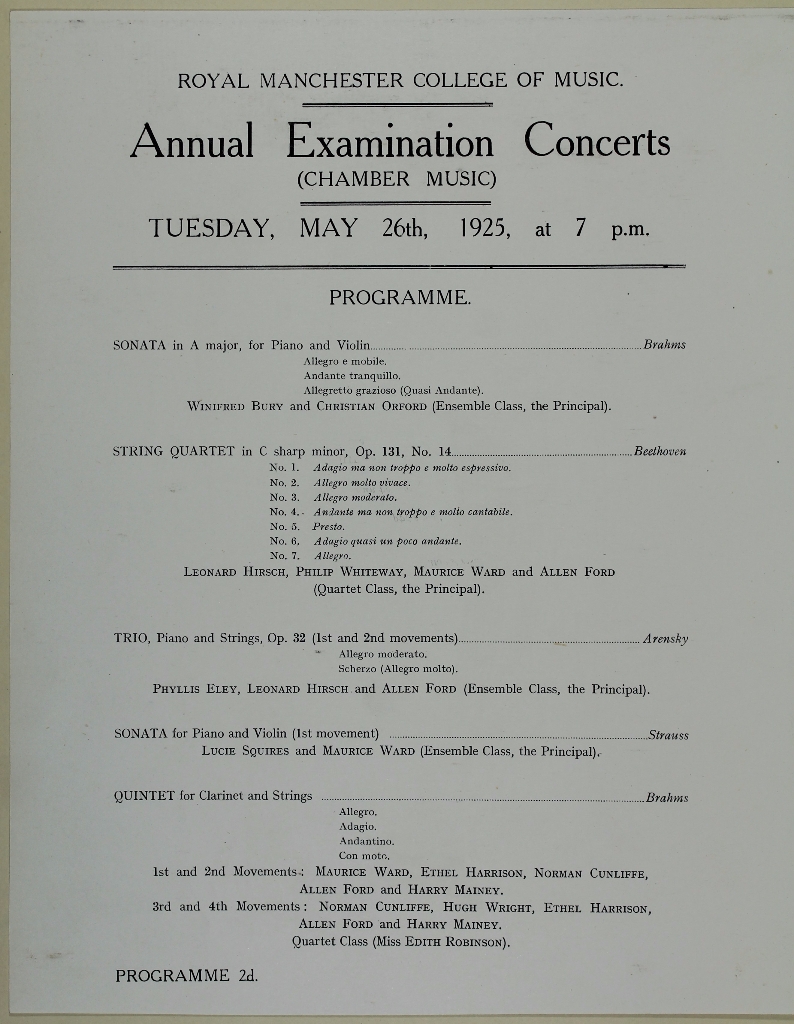 ROYAL MANCHESTER COLLEGE OF MUSIC.
Annual Examination Concerts
(CHAMBER MUSIC)
TUESDAY, MAY 26th, 1925, at 7 p.m.
PROGRAMME.
SONATA in A major, for Piano and Violin........Brahms
Allegro e mobile.
Andante tranquillo.
Allegretto grazioso (Quasi Andante).
WINIFRED BURY and CHRISTIAN ORFORD (Ensemble Class, the Principal).
STRING QUARTET in C sharp minor, Op. 131, No. 14........Beethoven
No. 1. Adagio ma non troppo e molto espressivo.
No. 2. Allegro molto vivace.
No. 3. Allegro moderato.
No. 4. Andante ma non troppo e molto cantabile.
No. 5. Presto.
No. 6. Adagio quasi un poco andante.
No. 7. Allegro.
LEONARD HIRSCH, PHILIP WHITEWAY, MAURICE WARD and ALLEN FORD
(Quartet Class, the Principal).
TRIO, Piano and Strings, Op. 32 (1st and 2nd movements)........Arensky
Allegro moderato.
Scherzo (Allegro molto).
PHYLLIS ELEY, LEONARD HIRSCH and ALLEN FORD (Ensemble Class, the Principal).
SONATA for Piano and Violin (1st movement) ........Strauss
LUCIE SQUIRES and MAURICE WARD (Ensemble Class, the Principal).
QUINTET for Clarinet and Strings ........Brahms
Allegro.
Adagio.
Andantino.
Con moto.
1st and 2nd Movements: MAURICE WARD, ETHEL HARRISON, NORMAN CUNLIFFE,
ALLEN FORD and HARRY MAINEY.
3rd and 4th Movements: NORMAN CUNLIFFE, HUGH WRIGHT, ETHEL HARRISON,
ALLEN FORD and HARRY MAINEY.
Quartet Class (Miss EDITH ROBINSON).
PROGRAMME 2d.